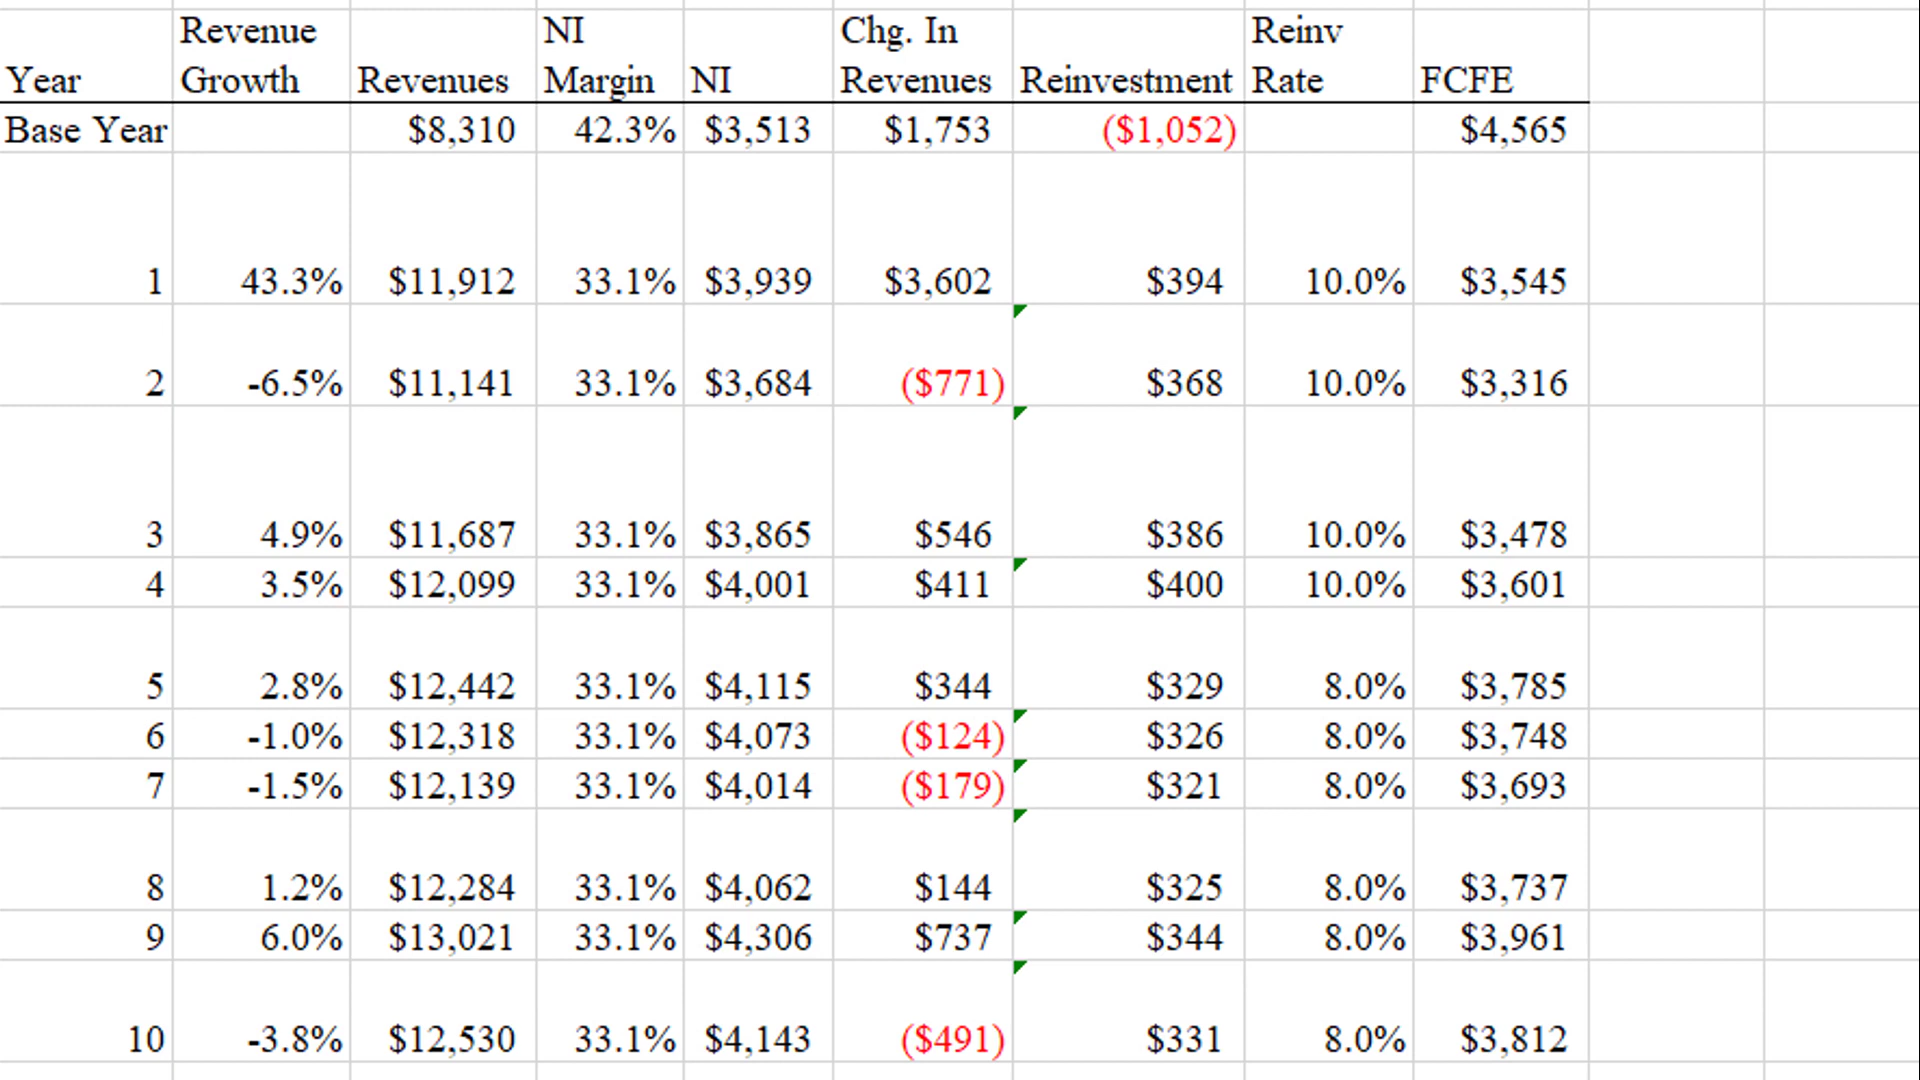 Year Revenue Growth Revenues NI Margin NI Chg. In Revenues Reinvestment Reinv Rate FCFE
Base Year $8,310 42.3% $3,513 $1,753 ($1,052) $4,565
1 43.3% $11,912 33.1% $3,939 $3,602 $394 10.0% $3,545
2 -6.5% $11,141 33.1% $3,684 ($771) $368 10.0% $3,316
3 4.9% $11,687 33.1% $3,865 $546 $386 10.0% $3,478
4 3.5% $12,099 33.1% $4,001 $411 $400 10.0% $3,601
5 2.8% $12,442 33.1% $4,115 $344 $329 8.0% $3,785
6 -1.0% $12,318 33.1% $4,073 ($124) $326 8.0% $3,748
7 -1.5% $12,139 33.1% $4,014 ($179) $321 8.0% $3,693
8 1.2% $12,284 33.1% $4,062 $144 $325 8.0% $3,737
9 6.0% $13,021 33.1% $4,306 $737 $344 8.0% $3,961
10 -3.8% $12,530 33.1% $4,143 ($491) $331 8.0% $3,812